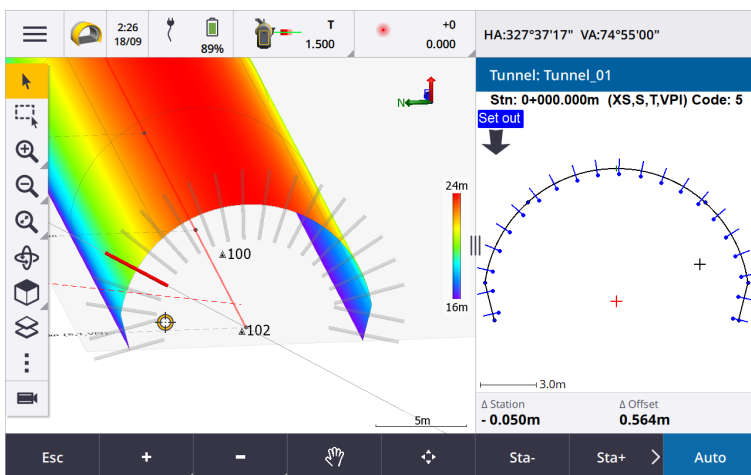 2:26
18/09
89%
T
1.500
+0
0.000
HA:327°37'17" VA:74°55'00"
Tunnel: Tunnel_01
Stn: 0+000.000m (XS,S,T,VPI) Code: 5
Set out
N
24m
16m
100
102
5m
3.0m
Δ Station
- 0.050m
Δ Offset
0.564m
Esc
+
-
Sta-
Sta+
Auto